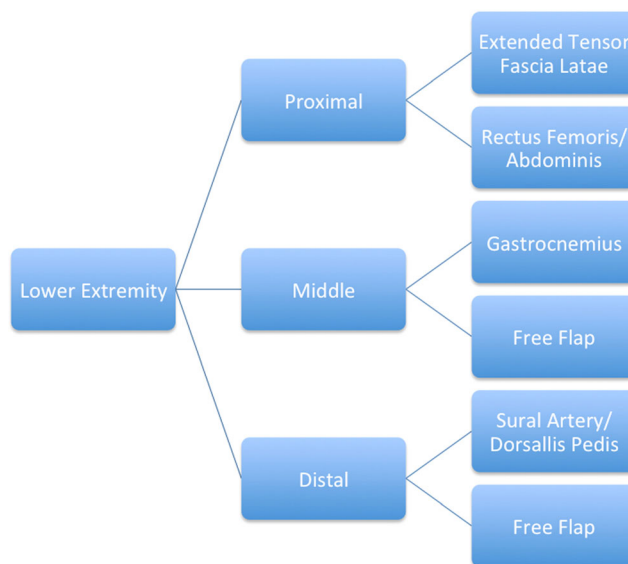 Extended Tensor
Fascia Latae
Proximal
Rectus Femoris/
Abdominis
Gastrocnemius
Lower Extremity
Middle
Free Flap
Sural Artery/
Dorsallis Pedis
Distal
Free Flap